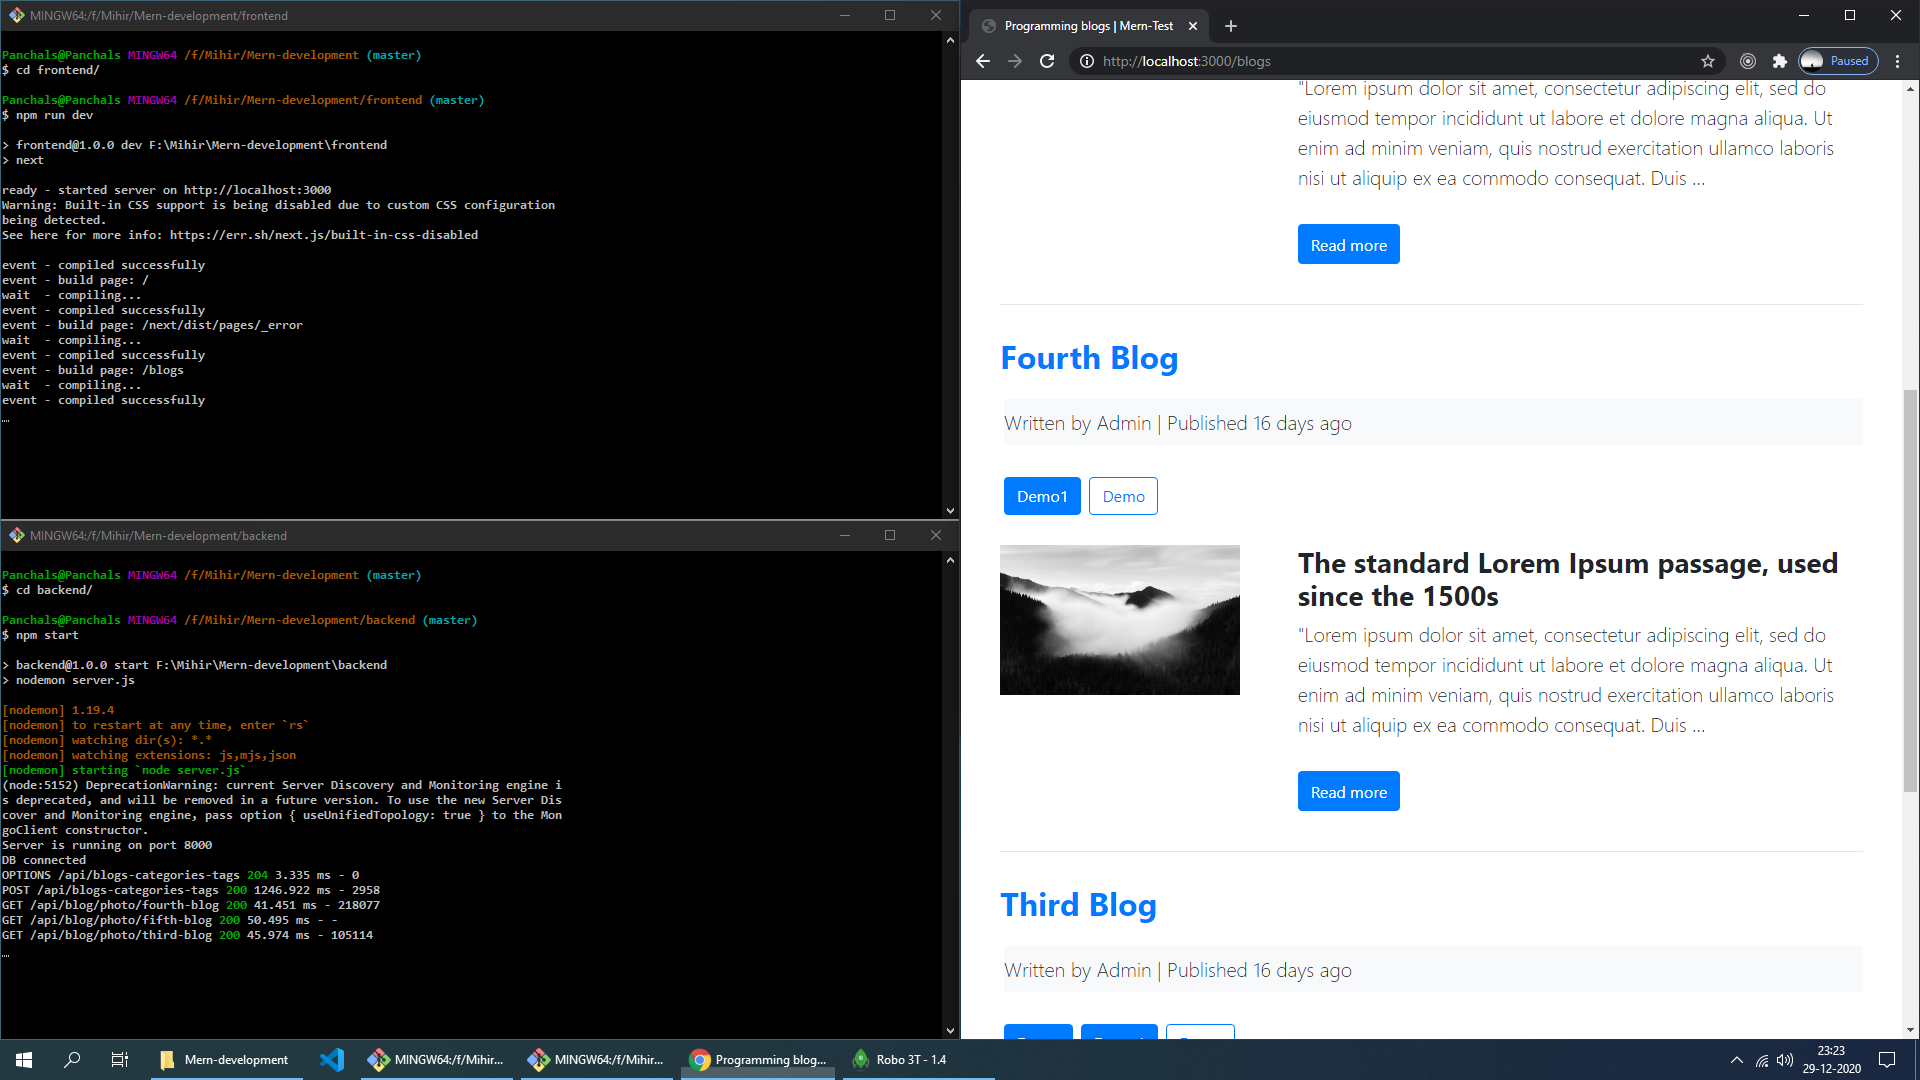 MINGW64:/f/Mihir/Mern-development/frontend
Panchals@Panchals MINGW64 /f/Mihir/Mern-development (master)
$ cd frontend/
Panchals@Panchals MINGW64 /f/Mihir/Mern-development/frontend (master)
$ npm run dev
> frontend@1.0.0 dev F:\Mihir\Mern-development\frontend
> next
ready - started server on http://localhost:3000
Warning: Built-in CSS support is being disabled due to custom CSS configuration
being detected.
See here for more info: https://err.sh/next.js/built-in-css-disabled
event - compiled successfully
event - build page: /
wait  - compiling...
event - compiled successfully
event - build page: /next/dist/pages/_error
wait  - compiling...
event - compiled successfully
event - build page: /blogs
wait  - compiling...
event - compiled successfully
MINGW64:/f/Mihir/Mern-development/backend
Panchals@Panchals MINGW64 /f/Mihir/Mern-development (master)
$ cd backend/
Panchals@Panchals MINGW64 /f/Mihir/Mern-development/backend (master)
$ npm start
> backend@1.0.0 start F:\Mihir\Mern-development\backend
> nodemon server.js
[nodemon] 1.19.4
[nodemon] to restart at any time, enter `rs`
[nodemon] watching dir(s): *.*
[nodemon] watching extensions: js,mjs,json
[nodemon] starting `node server.js`
(node:5152) DeprecationWarning: current Server Discovery and Monitoring engine i
s deprecated, and will be removed in a future version. To use the new Server Dis
cover and Monitoring engine, pass option { useUnifiedTopology: true } to the Mon
goClient constructor.
Server is running on port 8000
DB connected
OPTIONS /api/blogs-categories-tags 204 3.335 ms - 0
POST /api/blogs-categories-tags 200 1246.922 ms - 2958
GET /api/blog/photo/fourth-blog 200 41.451 ms - 218077
GET /api/blog/photo/fifth-blog 200 50.495 ms - -
GET /api/blog/photo/third-blog 200 45.974 ms - 105114
Programming blogs | Mern-Test
http://localhost:3000/blogs
Paused
"Lorem ipsum dolor sit amet, consectetur adipiscing elit, sed do
eiusmod tempor incididunt ut labore et dolore magna aliqua. Ut
enim ad minim veniam, quis nostrud exercitation ullamco laboris
nisi ut aliquip ex ea commodo consequat. Duis ...
Read more
Fourth Blog
Written by Admin | Published 16 days ago
Demo1 Demo
The standard Lorem Ipsum passage, used
since the 1500s
"Lorem ipsum dolor sit amet, consectetur adipiscing elit, sed do
eiusmod tempor incididunt ut labore et dolore magna aliqua. Ut
enim ad minim veniam, quis nostrud exercitation ullamco laboris
nisi ut aliquip ex ea commodo consequat. Duis ...
Read more
Third Blog
Written by Admin | Published 16 days ago
Mern-development MINGW64:/f/Mihir... MINGW64:/f/Mihir... Programming blog... Robo 3T - 1.4
23:23
29-12-2020